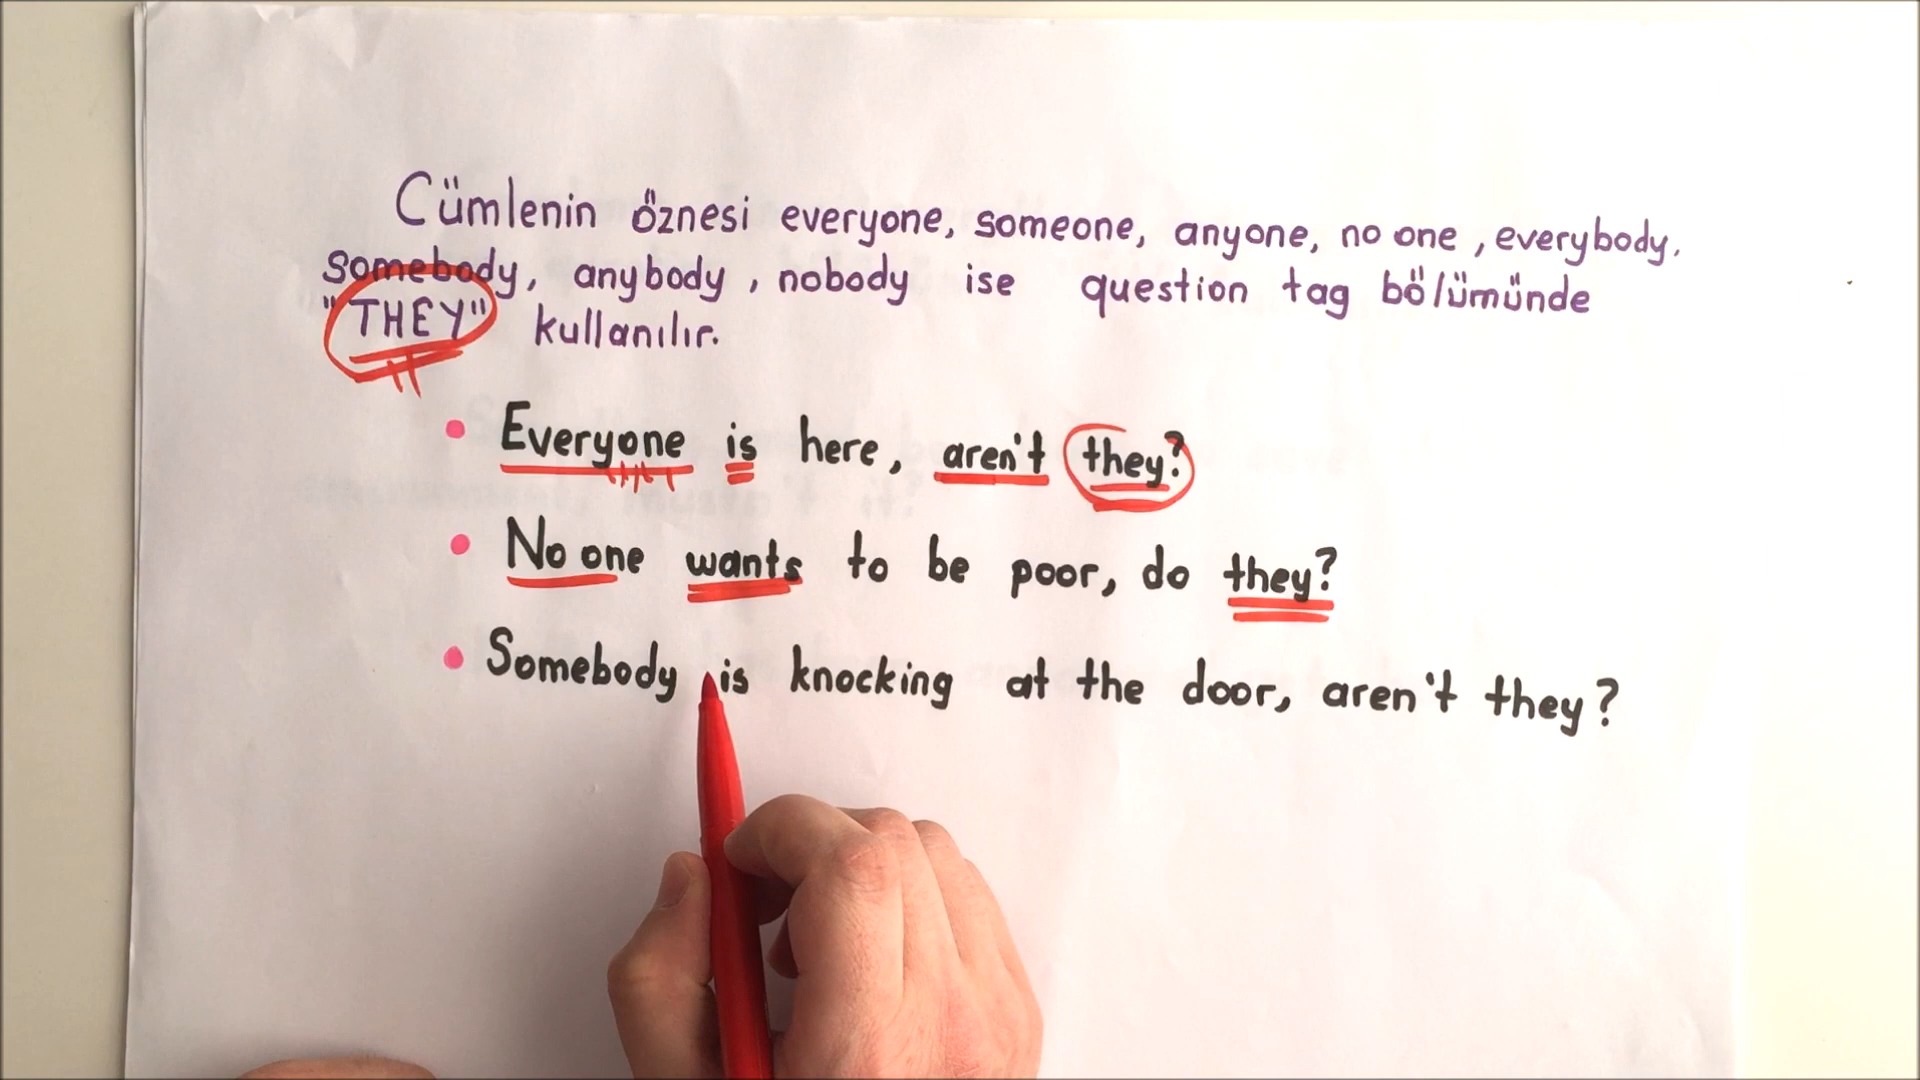 Cümlenin öznesi everyone, someone, anyone, no one, everybody,
somebody, anybody, nobody ise question tag bölümünde
"THEY" kullanılır.
• Everyone is here, aren't they?
• No one wants to be poor, do they?
• Somebody is knocking at the door, aren't they?